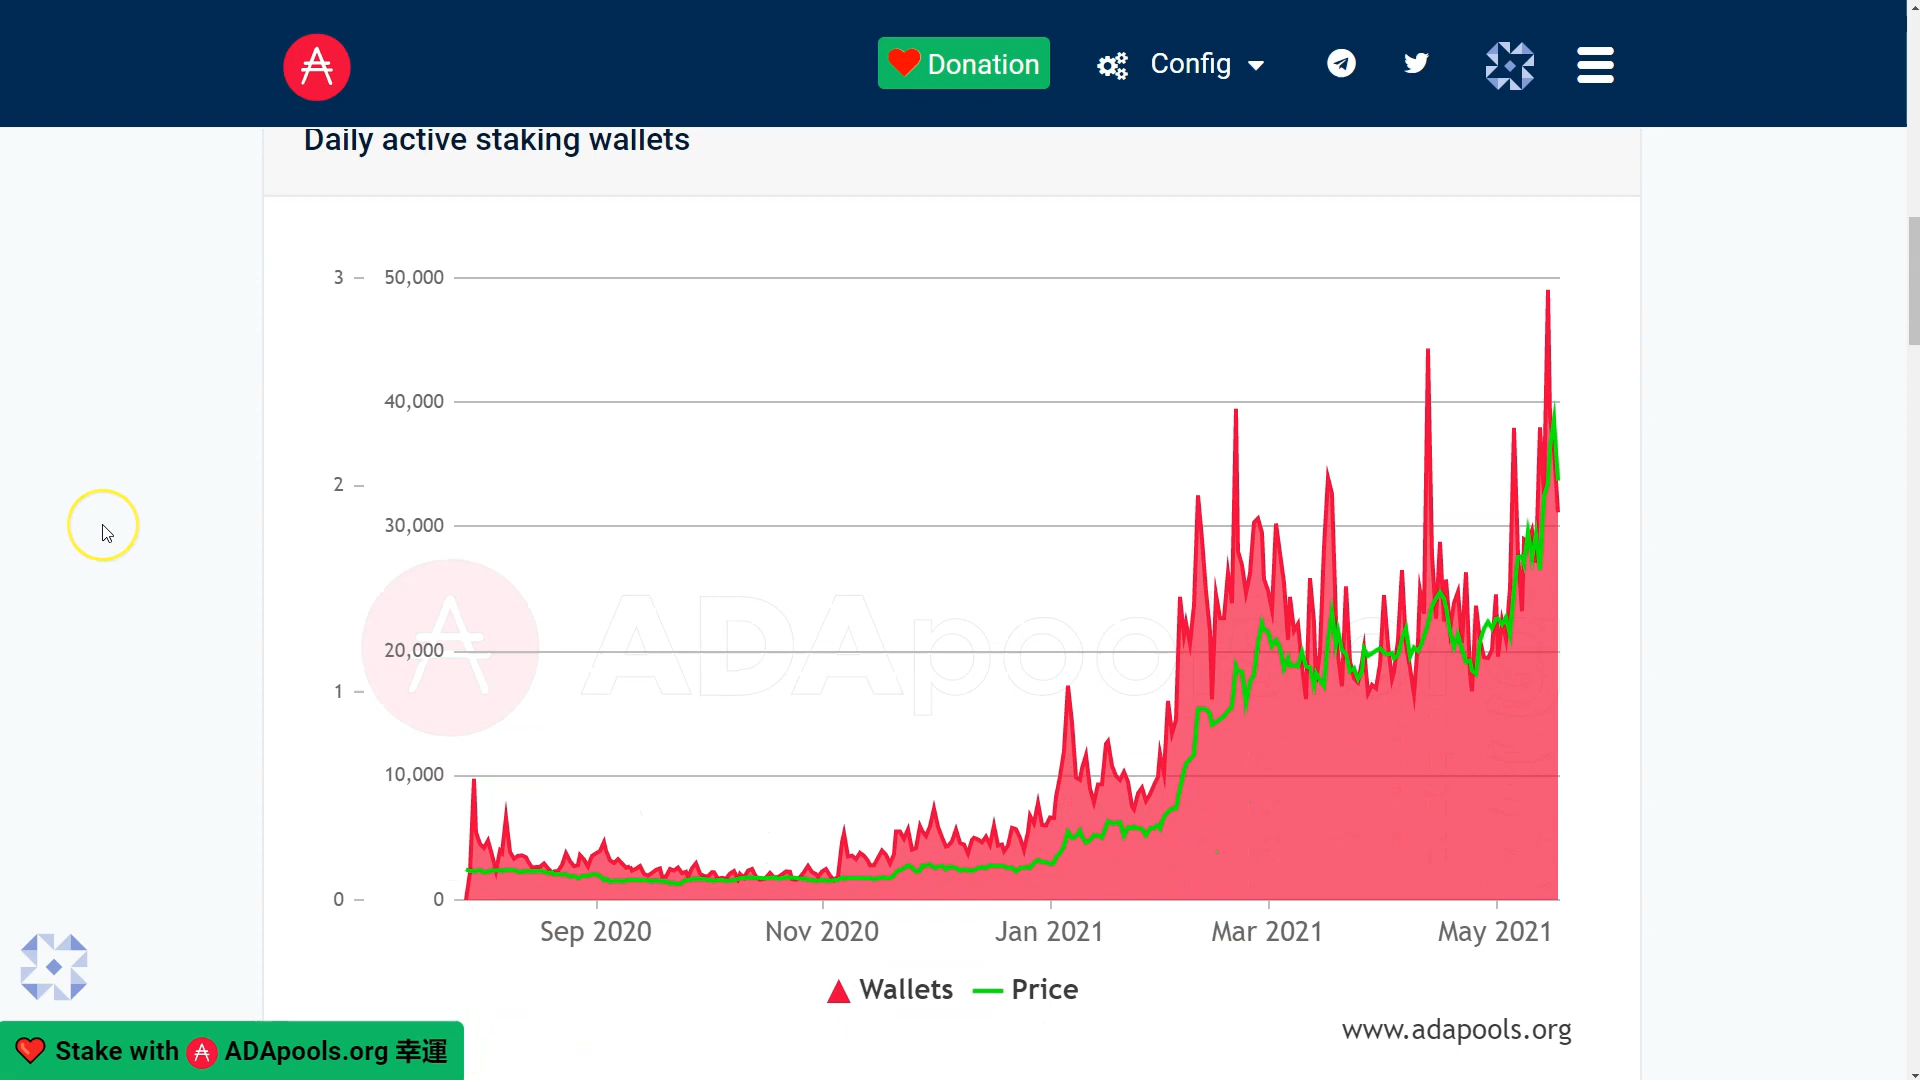 Donation Config
Daily active staking wallets
3 50,000
40,000
2
30,000
20,000
1
10,000
0 0
ADApools.org
Sep 2020 Nov 2020 Jan 2021 Mar 2021 May 2021
Wallets Price
www.adapools.org
Stake with ADApools.org 幸運